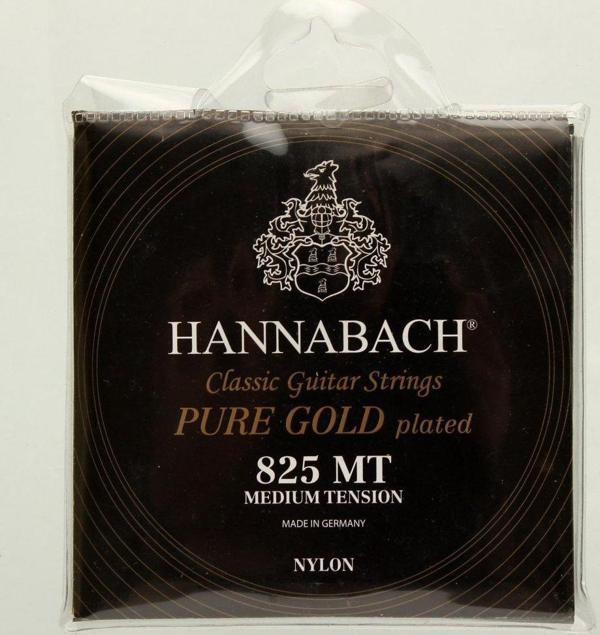 HANNABACH®
Classic Guitar Strings
PURE GOLD plated
825 MT
MEDIUM TENSION
MADE IN GERMANY
NYLON